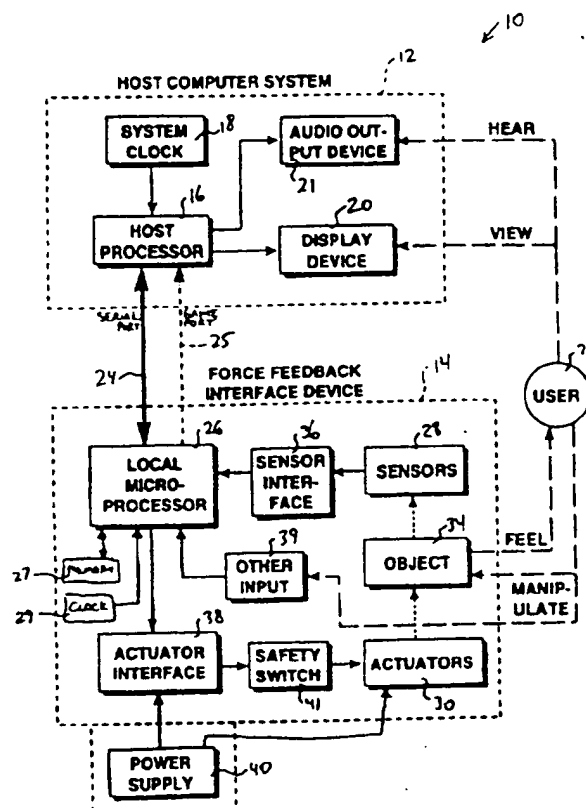 10
HOST COMPUTER SYSTEM
12
SYSTEM
CLOCK
18
AUDIO OUT-
PUT DEVICE
21
HEAR
16
HOST
PROCESSOR
20
DISPLAY
DEVICE
VIEW
SERIAL
PORT
GAME
PORT
25
24
FORCE FEEDBACK
INTERFACE DEVICE
14
USER
26
LOCAL
MICRO-
PROCESSOR
36
SENSOR
INTER-
FACE
28
SENSORS
27
MEMORY
39
OTHER
INPUT
34
OBJECT
FEEL
29
CLOCK
MANIP-
ULATE
38
ACTUATOR
INTERFACE
SAFETY
SWITCH
41
ACTUATORS
30
POWER
SUPPLY
40